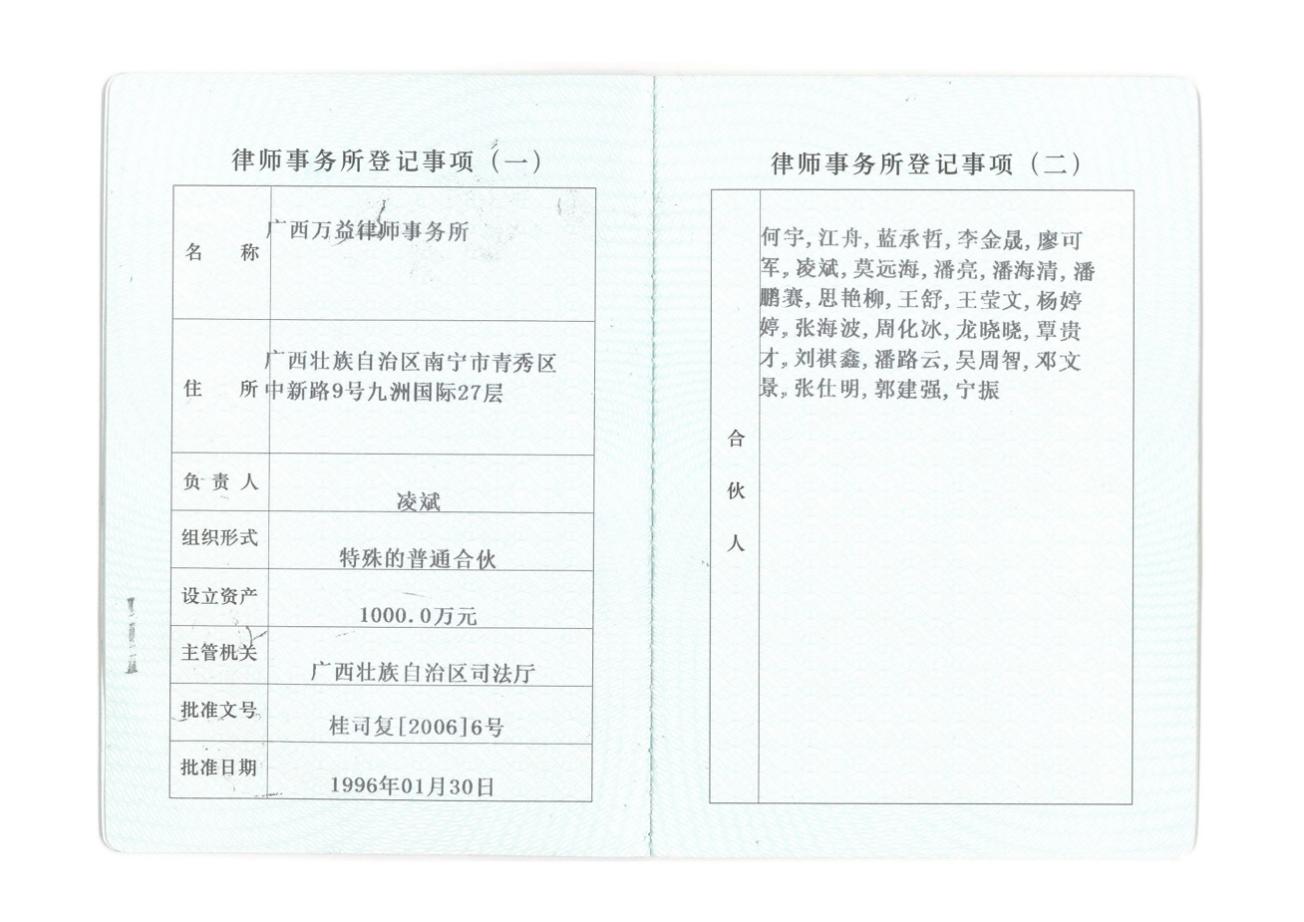 律师事务所登记事项（一）
名 称
广西万益律师事务所
住 所
广西壮族自治区南宁市青秀区
中新路9号九洲国际27层
负责人
凌斌
组织形式
特殊的普通合伙
设立资产
1000.0万元
主管机关
广西壮族自治区司法厅
批准文号
桂司复[2006]6号
批准日期
1996年01月30日
律师事务所登记事项（二）
合伙人
何宇,江舟,蓝承哲,李金晟,廖可
军,凌斌,莫远海,潘亮,潘海清,潘
鹏赛,思艳柳,王舒,王莹文,杨婷
婷,张海波,周化冰,龙晓晓,覃贵
才,刘祺鑫,潘路云,吴周智,邓文
景,张仕明,郭建强,宁振